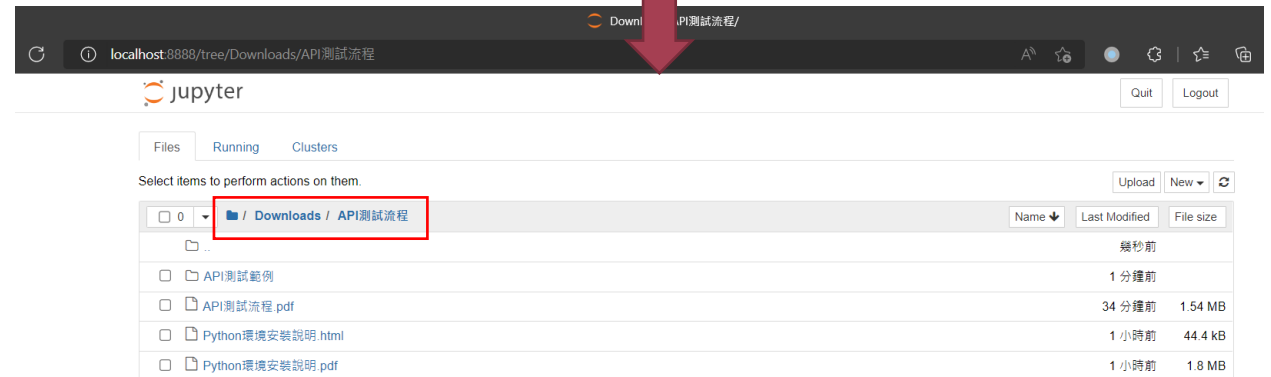 Downl API測試流程/
localhost:8888/tree/Downloads/API測試流程
jupyter
Quit Logout
Files Running Clusters
Select items to perform actions on them.
Upload New
0 / Downloads / API測試流程 Name Last Modified File size
.. 幾秒前
API測試範例 1 分鐘前
API測試流程.pdf 34 分鐘前 1.54 MB
Python環境安裝說明.html 1 小時前 44.4 kB
Python環境安裝說明.pdf 1 小時前 1.8 MB